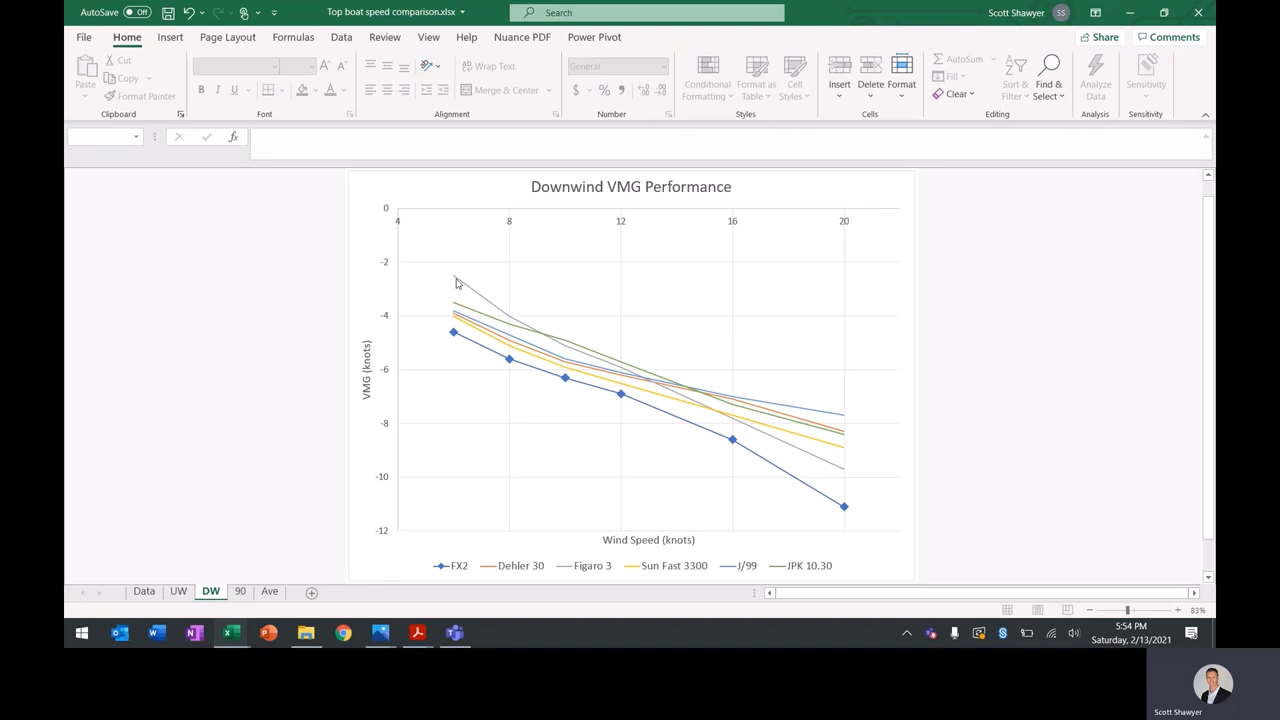 AutoSave Off Top boat speed comparison.xlsx Search Scott Shawyer SS
File Home Insert Page Layout Formulas Data Review View Help Nuance PDF Power Pivot Share Comments
Paste Cut Copy Format Painter Clipboard
B I U Font
Wrap Text Merge & Center Alignment
General $ % Number
Conditional Formatting Format as Table Cell Styles Styles
Insert Delete Format Cells
AutoSum Fill Clear Sort & Filter Find & Select Editing
Analyze Data Analysis
Sensitivity Sensitivity
fx
Downwind VMG Performance
0
4 8 12 16 20
-2
-4
-6
-8
-10
-12
VMG (knots)
Wind Speed (knots)
FX2 Dehler 30 Figaro 3 Sun Fast 3300 J/99 JPK 10.30
Data UW DW 90 Ave
83%
5:54 PM
Saturday, 2/13/2021
Scott Shawyer